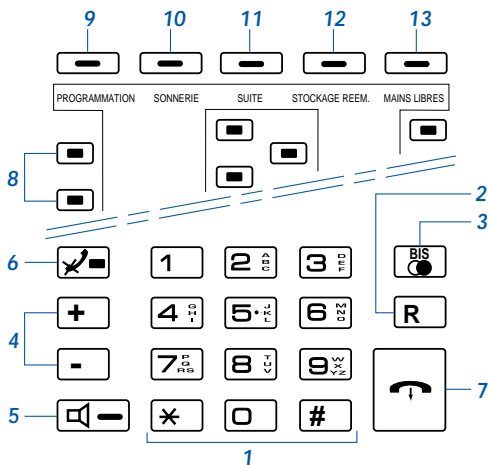 9 10 11 12 13
PROGRAMMATION SONNERIE SUITE STOCKAGE REEM. MAINS LIBRES
8
2
3
6 1 2 ABC 3 DEF BIS
4 + 4 GHI 5 JKL 6 MNO R
- 7 PQRS 8 TUV 9 WXYZ 7
5 * 0 #
1